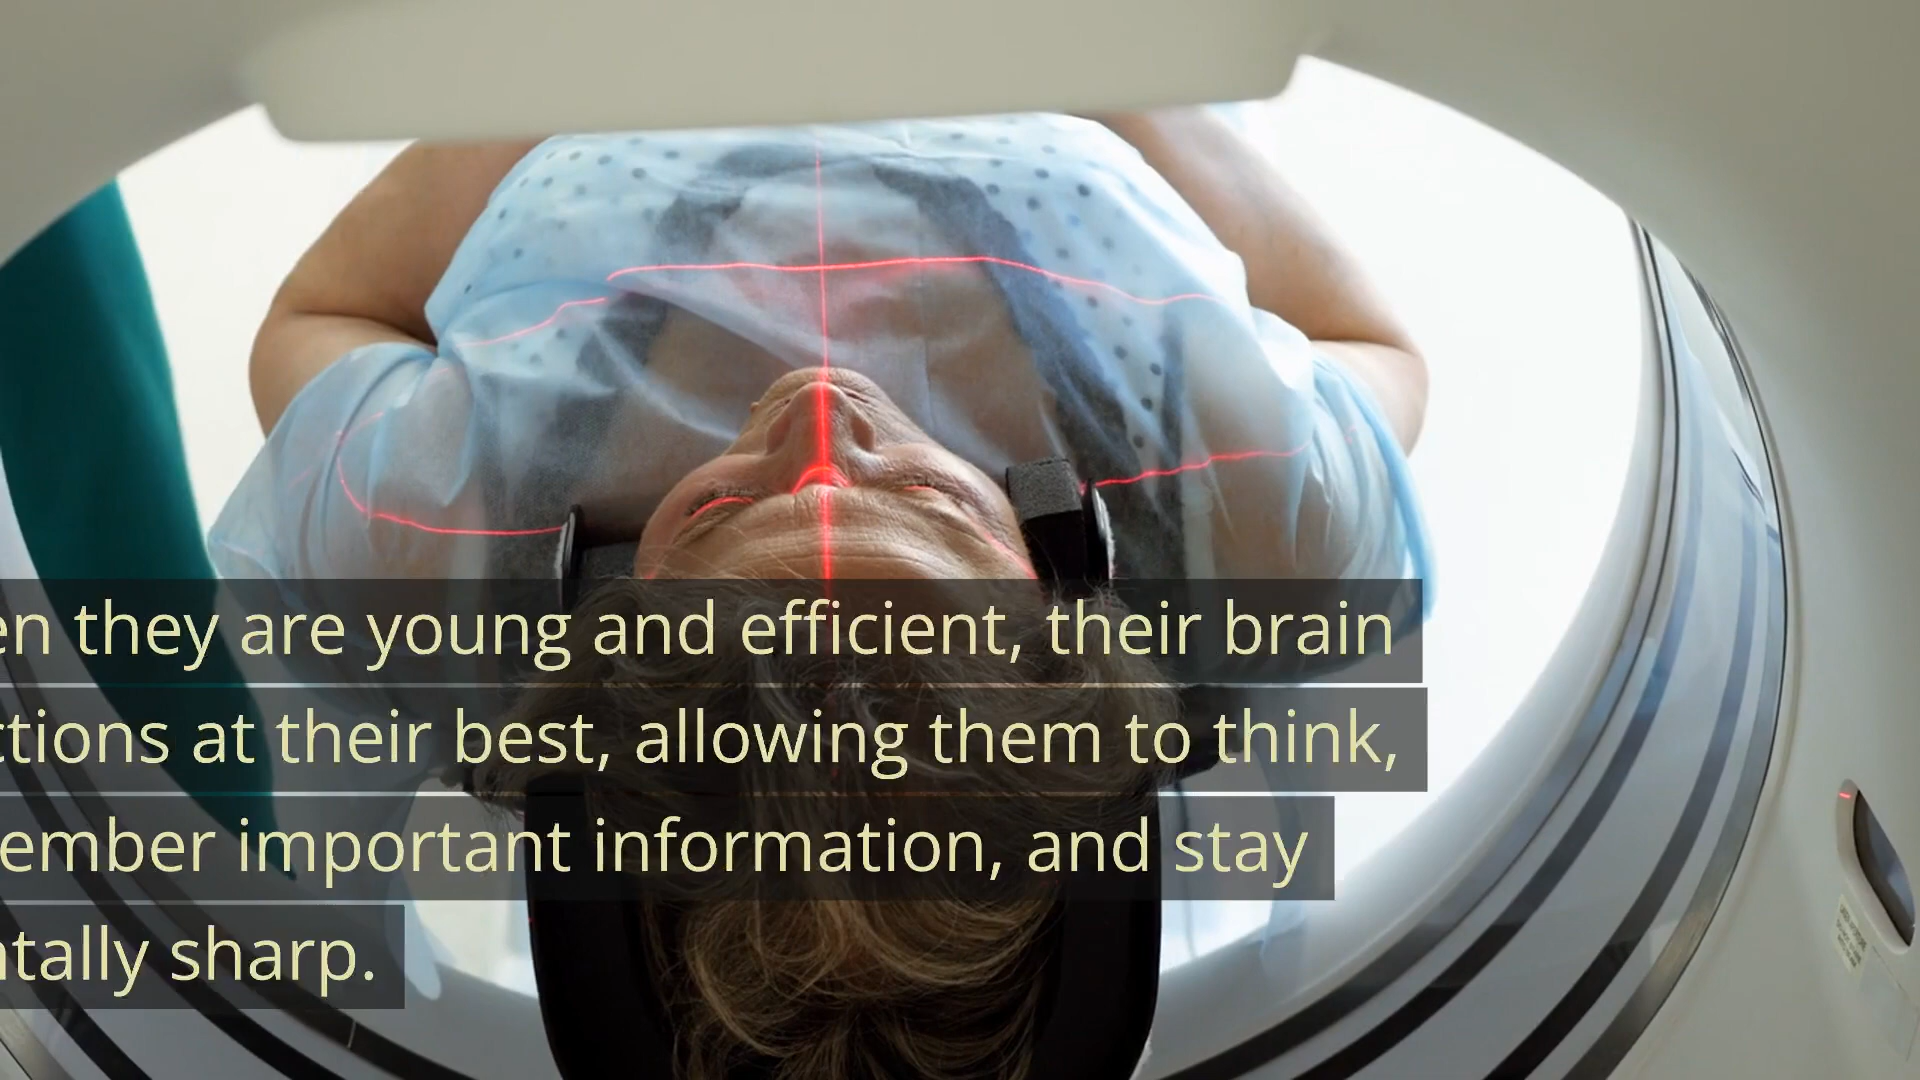 en they are young and efficient, their brain
ctions at their best, allowing them to think,
ember important information, and stay
ntally sharp.